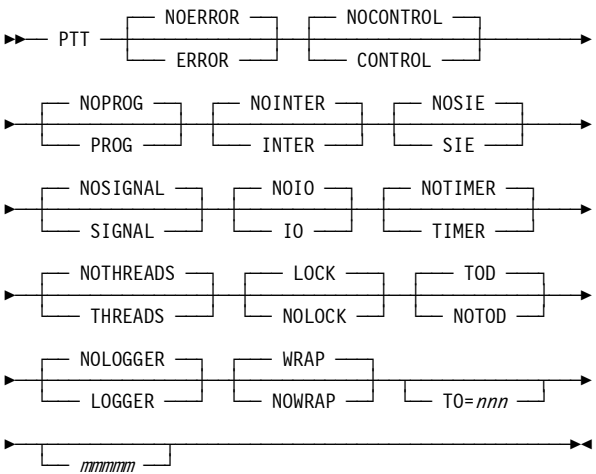 NOERROR NOCONTROL
PTT
ERROR CONTROL
NOPROG NOINTER NOSIE
PROG INTER SIE
NOSIGNAL NOIO NOTIMER
SIGNAL IO TIMER
NOTHREADS LOCK TOD
THREADS NOLOCK NOTOD
NOLOGGER WRAP
LOGGER NOWRAP TO=nnn
mmmmm